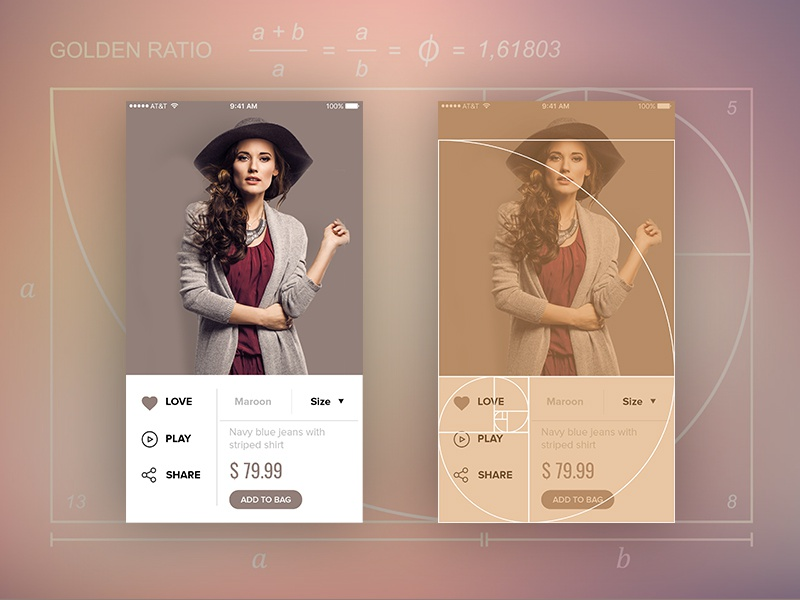 GOLDEN RATIO
a + b
a
=
a
b
= ϕ = 1,61803
AT&T 9:41 AM 100%
AT&T 9:41 AM 100%
5
a
LOVE
Maroon
Size ▼
PLAY
Navy blue jeans with
striped shirt
SHARE
$ 79.99
ADD TO BAG
LOVE
Maroon
Size ▼
PLAY
Navy blue jeans with
striped shirt
SHARE
$ 79.99
ADD TO BAG
13
8
a
b